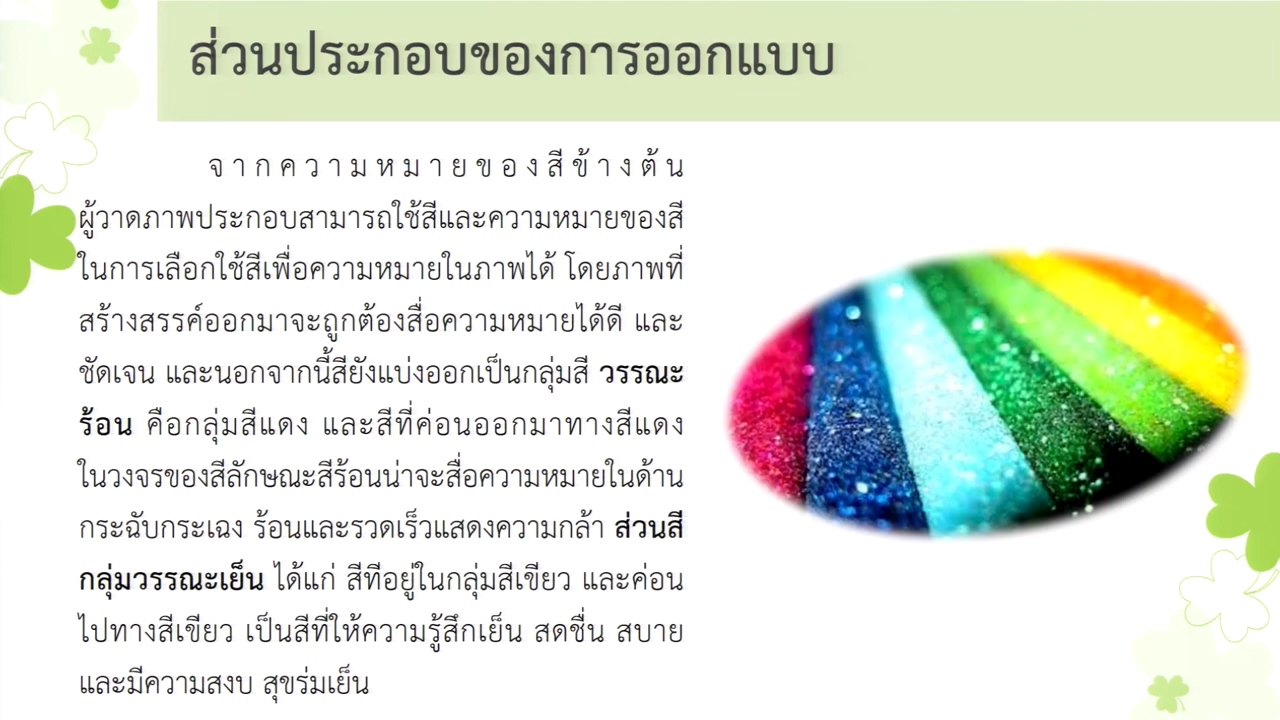 ส่วนประกอบของการออกแบบ
จากความหมายของสีข้างต้น
ผู้วาดภาพประกอบสามารถใช้สีและความหมายของสี
ในการเลือกใช้สีเพื่อความหมายในภาพได้ โดยภาพที่
สร้างสรรค์ออกมาจะถูกต้องสื่อความหมายได้ดี และ
ชัดเจน และนอกจากนี้สียังแบ่งออกเป็นกลุ่มสี วรรณะ
ร้อน คือกลุ่มสีแดง และสีที่ค่อนออกมาทางสีแดง
ในวงจรของสีลักษณะสีร้อนน่าจะสื่อความหมายในด้าน
กระฉับกระเฉง ร้อนและรวดเร็วแสดงความกล้า ส่วนสี
กลุ่มวรรณะเย็น ได้แก่ สีทีอยู่ในกลุ่มสีเขียว และค่อน
ไปทางสีเขียว เป็นสีที่ให้ความรู้สึกเย็น สดชื่น สบาย
และมีความสงบ สุขร่มเย็น